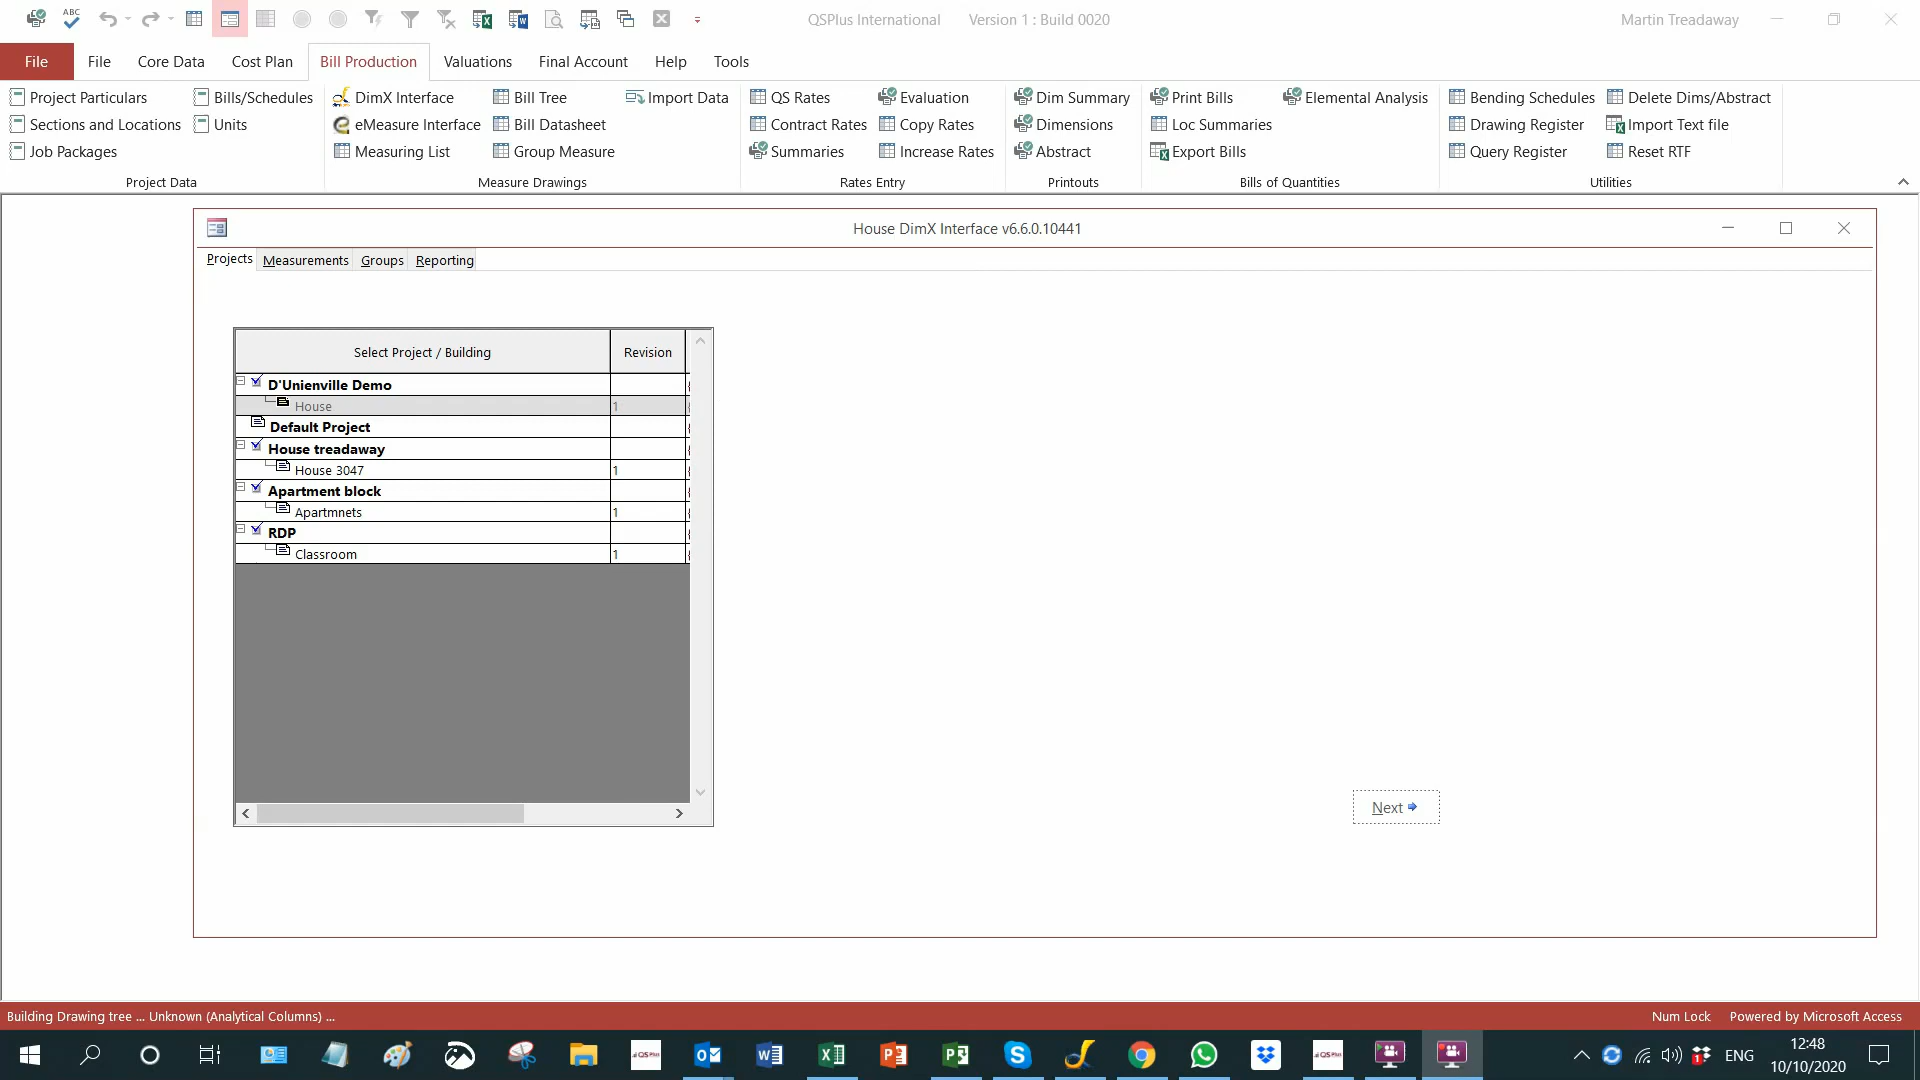 ABC
QSPlus International Version 1 : Build 0020
Martin Treadaway
File File Core Data Cost Plan Bill Production Valuations Final Account Help Tools
Project Particulars Bills/Schedules DimX Interface Bill Tree Import Data QS Rates Evaluation Dim Summary Print Bills Elemental Analysis Bending Schedules Delete Dims/Abstract
Sections and Locations Units eMeasure Interface Bill Datasheet Contract Rates Copy Rates Dimensions Loc Summaries Drawing Register Import Text file
Job Packages Measuring List Group Measure Summaries Increase Rates Abstract Export Bills Query Register Reset RTF
Project Data Measure Drawings Rates Entry Printouts Bills of Quantities Utilities
House DimX Interface v6.6.0.10441
Projects Measurements Groups Reporting
Select Project / Building Revision
D'Unienville Demo
House 1
Default Project
House treadaway
House 3047 1
Apartment block
Apartmnets 1
RDP
Classroom 1
Next
Building Drawing tree ... Unknown (Analytical Columns) ...
Num Lock Powered by Microsoft Access
ENG
12:48
10/10/2020